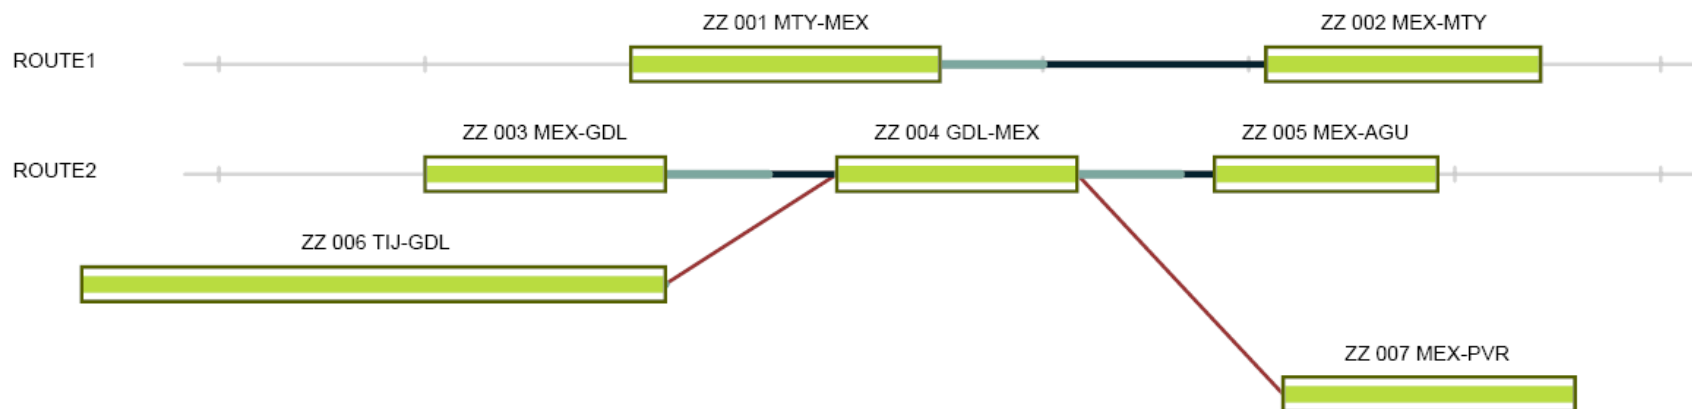 ZZ 001 MTY-MEX
ZZ 002 MEX-MTY
ROUTE1
ZZ 003 MEX-GDL
ZZ 004 GDL-MEX
ZZ 005 MEX-AGU
ROUTE2
ZZ 006 TIJ-GDL
ZZ 007 MEX-PVR